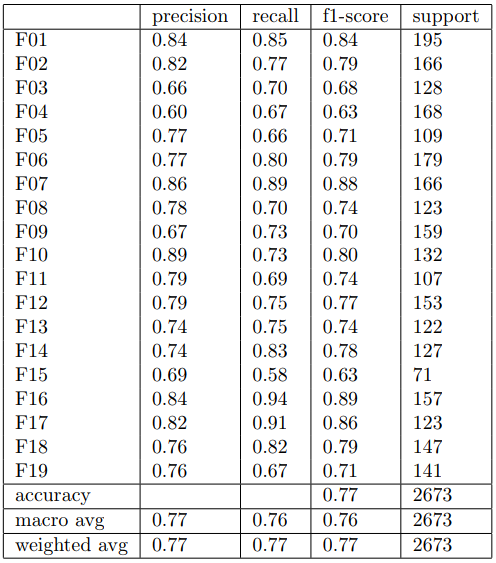 precision recall f1-score support
F01 0.84 0.85 0.84 195
F02 0.82 0.77 0.79 166
F03 0.66 0.70 0.68 128
F04 0.60 0.67 0.63 168
F05 0.77 0.66 0.71 109
F06 0.77 0.80 0.79 179
F07 0.86 0.89 0.88 166
F08 0.78 0.70 0.74 123
F09 0.67 0.73 0.70 159
F10 0.89 0.73 0.80 132
F11 0.79 0.69 0.74 107
F12 0.79 0.75 0.77 153
F13 0.74 0.75 0.74 122
F14 0.74 0.83 0.78 127
F15 0.69 0.58 0.63 71
F16 0.84 0.94 0.89 157
F17 0.82 0.91 0.86 123
F18 0.76 0.82 0.79 147
F19 0.76 0.67 0.71 141
accuracy 0.77 2673
macro avg 0.77 0.76 0.76 2673
weighted avg 0.77 0.77 0.77 2673